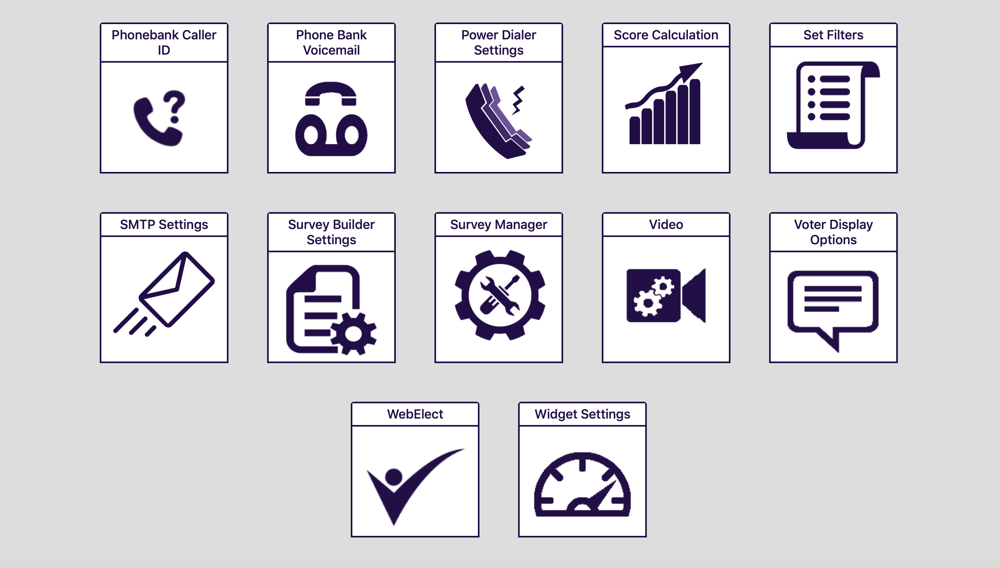 Phonebank Caller
ID
Phone Bank
Voicemail
Power Dialer
Settings
Score Calculation
Set Filters
SMTP Settings
Survey Builder
Settings
Survey Manager
Video
Voter Display
Options
WebElect
Widget Settings